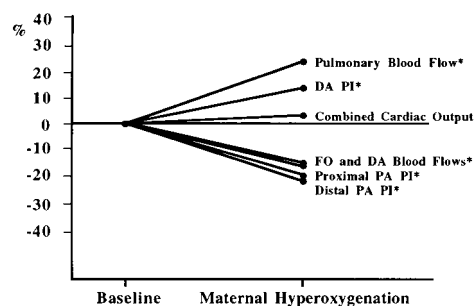 %
40
30
20
10
0
-10
-20
-30
-40
Pulmonary Blood Flow*
DA PI*
Combined Cardiac Output
FO and DA Blood Flows*
Proximal PA PI*
Distal PA PI*
Baseline Maternal Hyperoxygenation